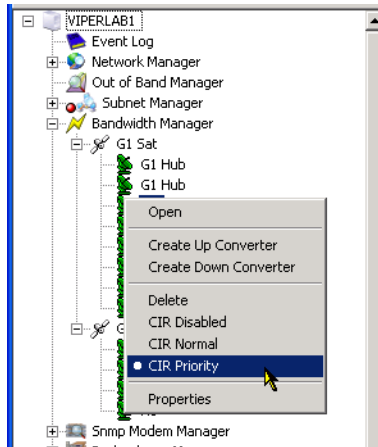 VIPERLAB1
Event Log
Network Manager
Out of Band Manager
Subnet Manager
Bandwidth Manager
G1 Sat
G1 Hub
G1 Hub
Open
Create Up Converter
Create Down Converter
Delete
CIR Disabled
G
CIR Normal
CIR Priority
Properties
Snmp Modem Manager